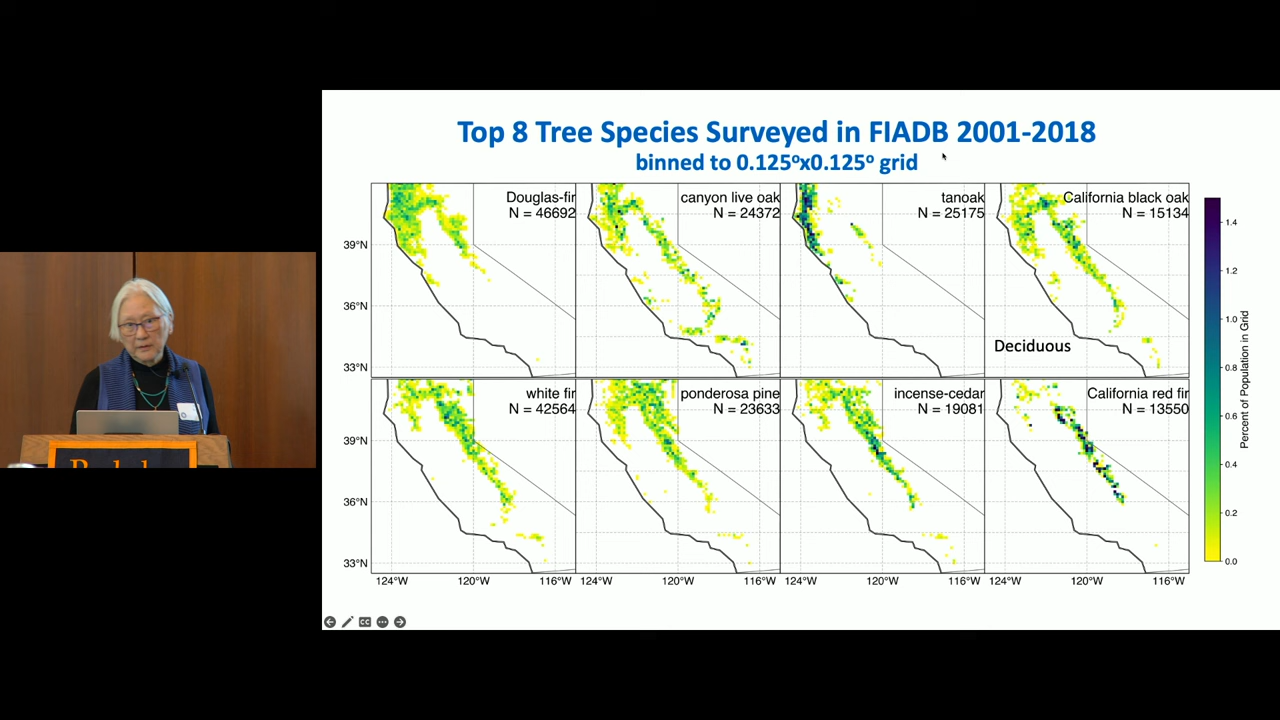 Top 8 Tree Species Surveyed in FIADB 2001-2018
binned to 0.125ºx0.125º grid
Douglas-fir
N = 46692
canyon live oak
N = 24372
tanoak
N = 25175
California black oak
N = 15134
39°N
36°N
33°N
Deciduous
white fir
N = 42564
ponderosa pine
N = 23633
incense-cedar
N = 19081
California red fir
N = 13550
39°N
36°N
33°N
124°W 120°W 116°W 124°W 120°W 116°W 124°W 120°W 116°W 124°W 120°W 116°W
1.4
1.2
1.0
0.8
0.6
0.4
0.2
0.0
Percent of Population in Grid
CC